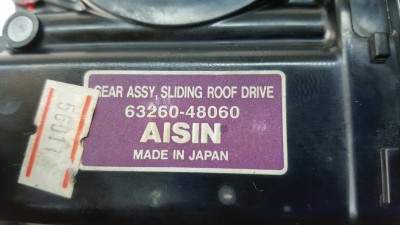 GEAR ASSY, SLIDING ROOF DRIVE
63260-48060
AISIN
MADE IN JAPAN